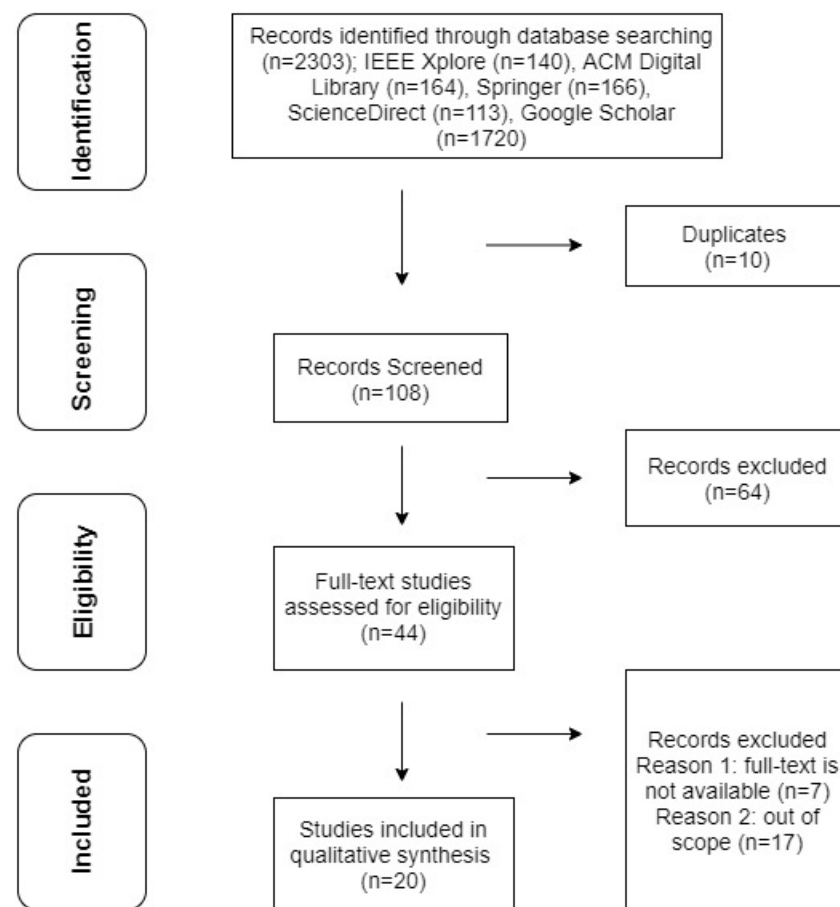 Identification
Records identified through database searching
(n=2303); IEEE Xplore (n=140), ACM Digital
Library (n=164), Springer (n=166),
ScienceDirect (n=113), Google Scholar
(n=1720)
Duplicates
(n=10)
Screening
Records Screened
(n=108)
Records excluded
(n=64)
Eligibility
Full-text studies
assessed for eligibility
(n=44)
Records excluded
Reason 1: full-text is
not available (n=7)
Reason 2: out of
scope (n=17)
Included
Studies included in
qualitative synthesis
(n=20)